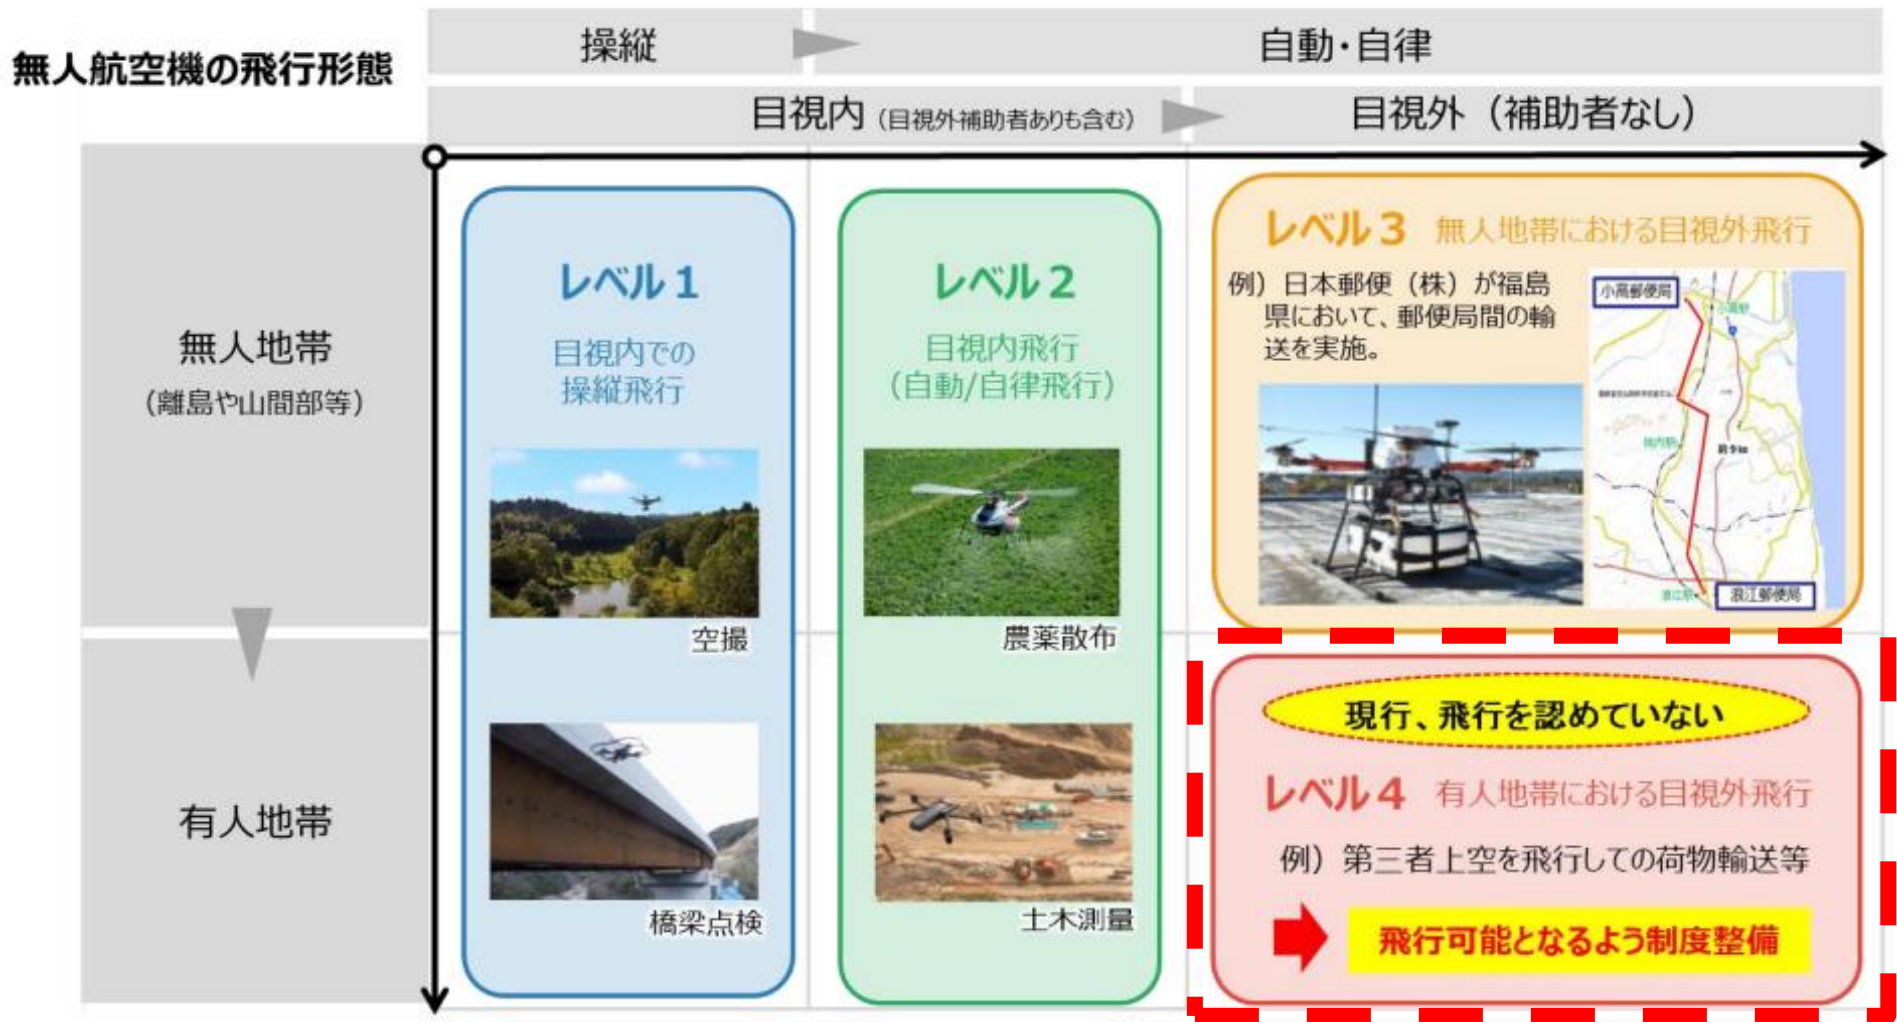 無人航空機の飛行形態
操縦
自動・自律
目視内（目視外補助者ありも含む）
目視外（補助者なし）
無人地帯
（離島や山間部等）
有人地帯
レベル１
目視内での
操縦飛行
空撮
橋梁点検
レベル２
目視内飛行
（自動/自律飛行）
農薬散布
土木測量
レベル３ 無人地帯における目視外飛行
例）日本郵便（株）が福島
県において、郵便局間の輸
送を実施。
小高郵便局
小高駅
約９㎞
浪江駅
浪江郵便局
現行、飛行を認めていない
レベル４ 有人地帯における目視外飛行
例）第三者上空を飛行しての荷物輸送等
飛行可能となるよう制度整備